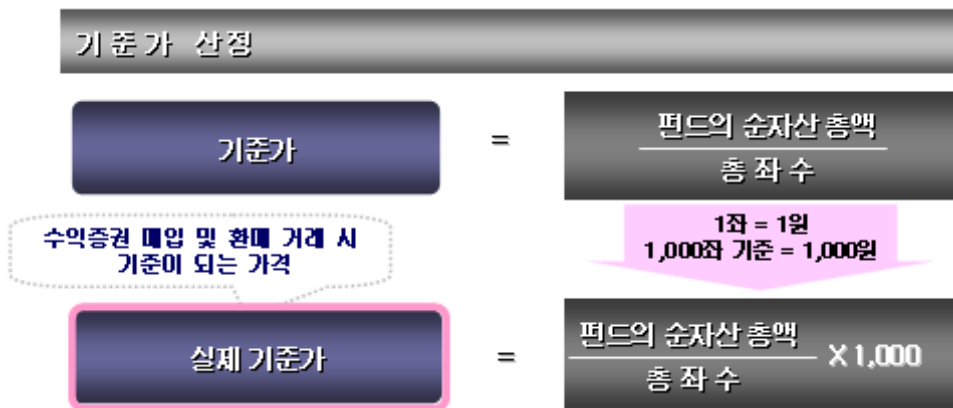 기준가 산정
기준가
=
펀드의 순자산 총액
총 좌 수
수익증권 매입 및 환매 거래 시
기준이 되는 가격
1좌 = 1원
1,000좌 기준 = 1,000원
실제 기준가
=
펀드의 순자산 총액
총 좌 수
X 1,000